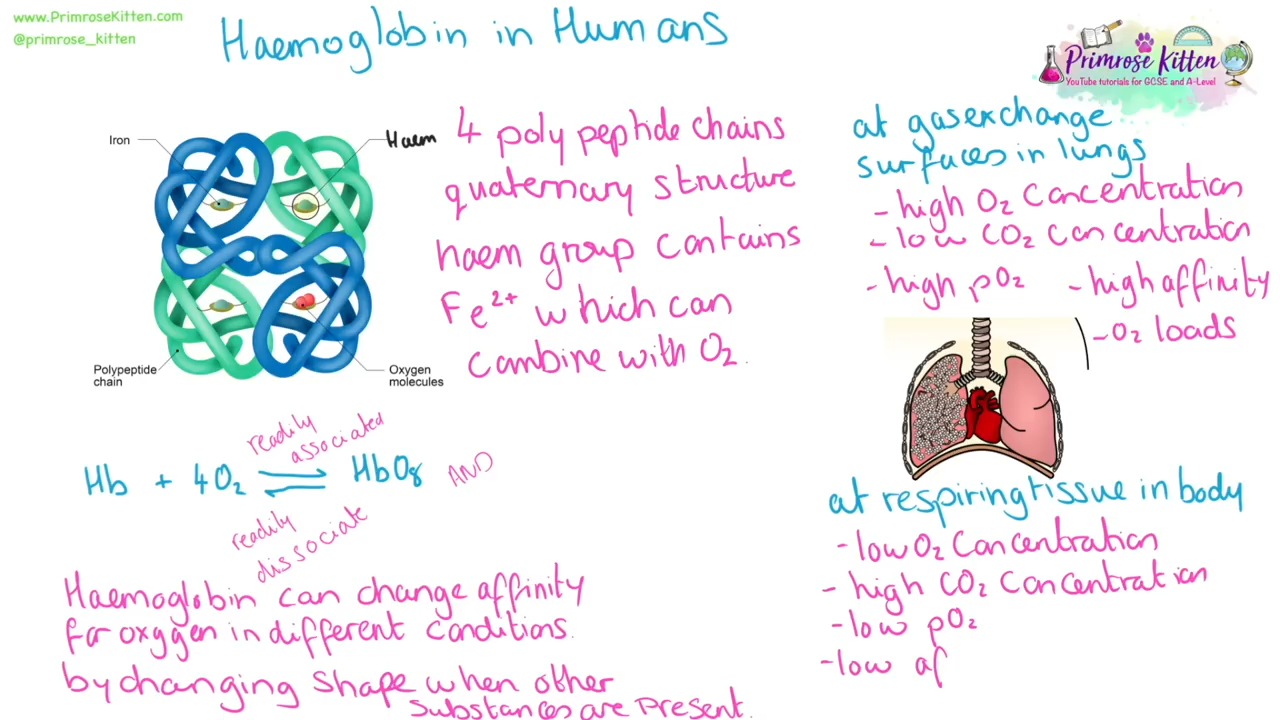 www.PrimroseKitten.com
@primrose_kitten
Haemoglobin in Humans
Primrose Kitten
YouTube tutorials for GCSE and A-Level
Iron
Haem
Polypeptide
chain
Oxygen
molecules
4 polypeptide chains
quaternary structure
haem group contains
Fe²⁺ which can
combine with O₂.
readily
associated
Hb + 4O₂ ⇌ HbO₈ AND
readily
dissociate
Haemoglobin can change affinity
for oxygen in different conditions.
by changing shape when other
substances are present.
at gas exchange
surfaces in lungs
- high O₂ concentration
- low CO₂ concentration
- high pO₂ - high affinity
- O₂ loads
at respiring tissue in body
- low O₂ concentration
- high CO₂ concentration
- low pO₂
- low af